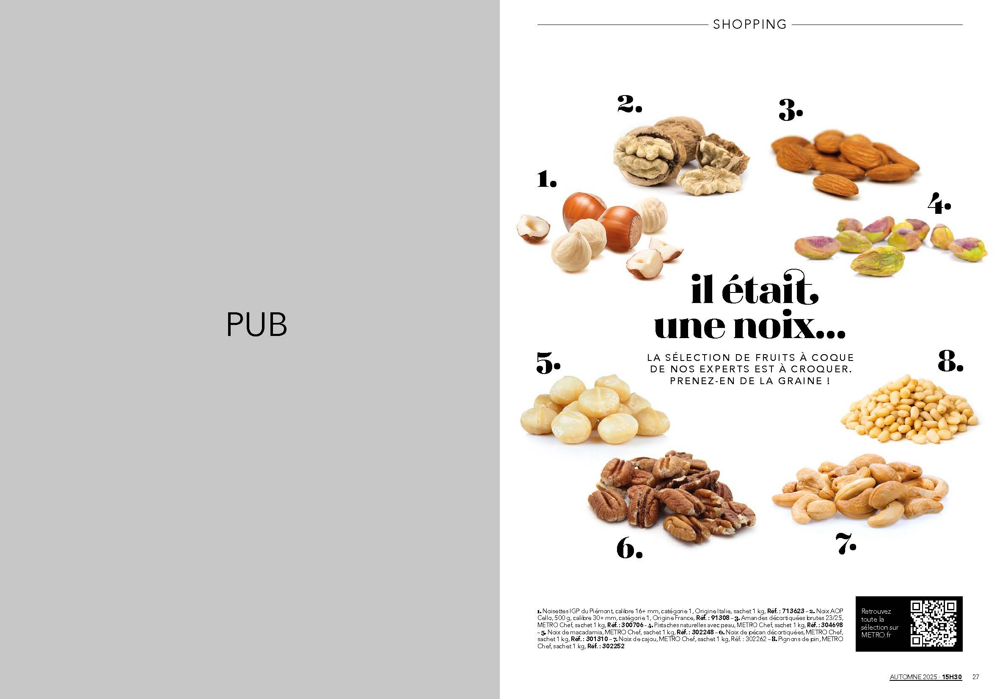 PUB
SHOPPING
2.
3.
1.
4.
il était
une noix...
LA SÉLECTION DE FRUITS À COQUE
DE NOS EXPERTS EST À CROQUER.
PRENEZ-EN DE LA GRAINE !
5.
8.
6.
7.
1. Noisettes IGP du Piémont, calibre 16+ mm, catégorie 1, Origine Italie, sachet 1 kg, Réf. : 713623 – 2. Noix AOP
Cello, 500 g, calibre 30+ mm, catégorie 1, Origine France, Réf. : 91308 – 3. Amandes décortiquées brutes 23/25,
METRO Chef, sachet 1 kg, Réf. : 300706 – 4. Pistaches naturelles avec peau, METRO Chef, sachet 1 kg, Réf. : 304698
– 5. Noix de macadamia, METRO Chef, sachet 1 kg, Réf. : 302248 – 6. Noix de pécan décortiquées, METRO Chef,
sachet 1 kg, Réf. : 301310 – 7. Noix de cajou, METRO Chef, sachet 1 kg, Réf. : 302262 – 8. Pignons de pin, METRO
Chef, sachet 1 kg, Réf. : 302252
Retrouvez
toute la
sélection sur
METRO.fr
AUTOMNE 2025 · 15H30 27